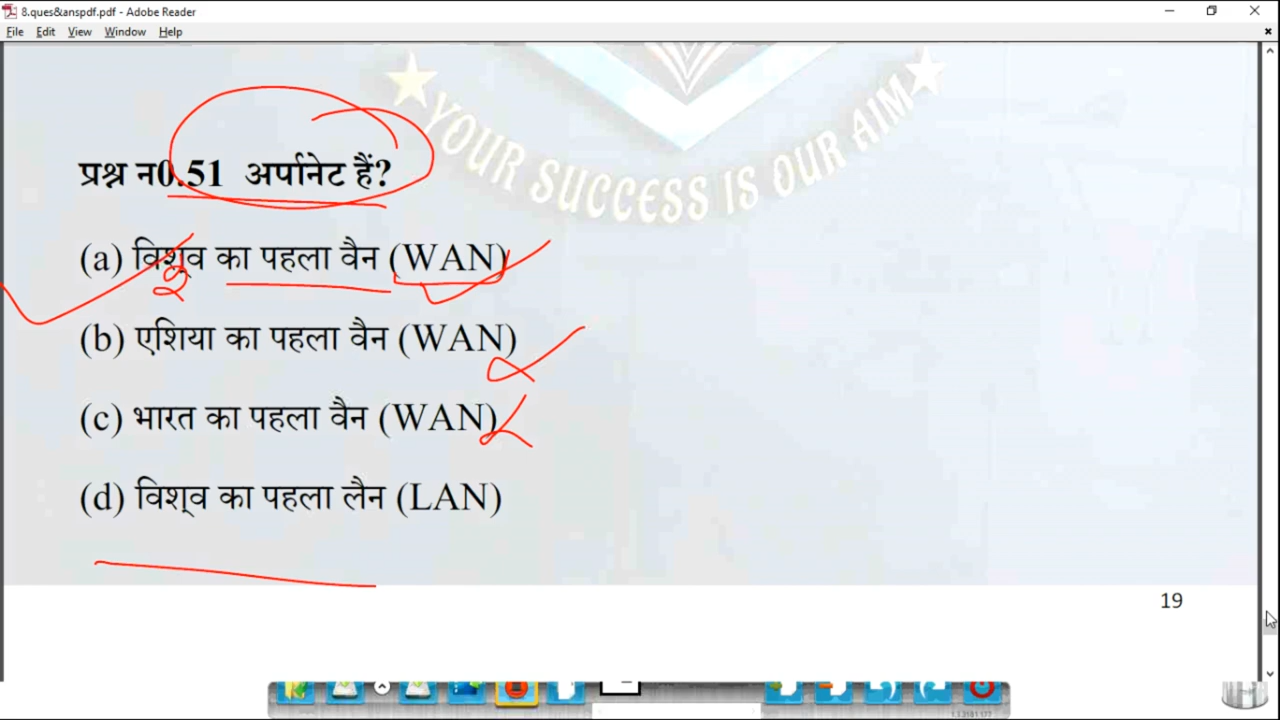 8.ques&anspdf.pdf - Adobe Reader
File Edit View Window Help
YOUR SUCCESS IS OUR AIM
प्रश्न न0.51 अर्पानेट हैं?
(a) विश्व का पहला वैन (WAN)
(b) एशिया का पहला वैन (WAN)
(c) भारत का पहला वैन (WAN)
(d) विश्व का पहला लैन (LAN)
19